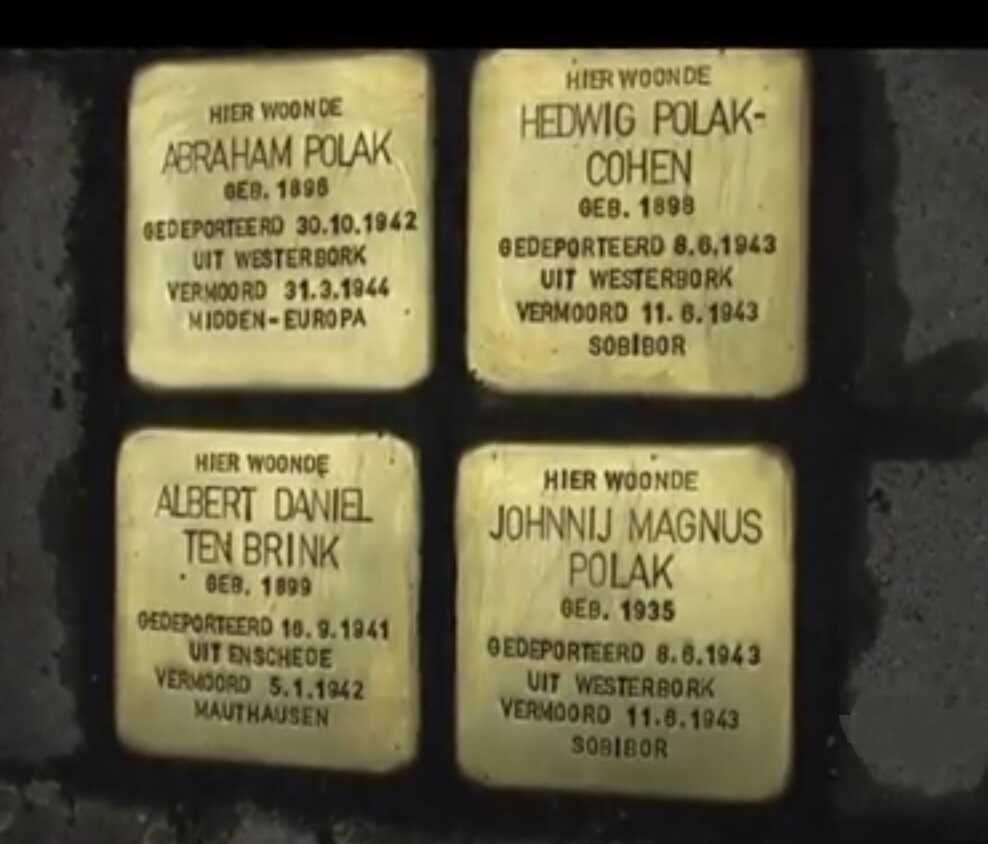 HIER WOONDE
ABRAHAM POLAK
GEB. 1896
GEDEPORTEERD 30.10.1942
UIT WESTERBORK
VERMOORD 31.3.1944
MIDDEN-EUROPA
HIER WOONDE
HEDWIG POLAK-
COHEN
GEB. 1898
GEDEPORTEERD 8.6.1943
UIT WESTERBORK
VERMOORD 11.6.1943
SOBIBOR
HIER WOONDE
ALBERT DANIEL
TEN BRINK
GEB. 1899
GEDEPORTEERD 16.9.1941
UIT ENSCHEDE
VERMOORD 5.1.1942
MAUTHAUSEN
HIER WOONDE
JOHNNIJ MAGNUS
POLAK
GEB. 1935
GEDEPORTEERD 8.6.1943
UIT WESTERBORK
VERMOORD 11.6.1943
SOBIBOR